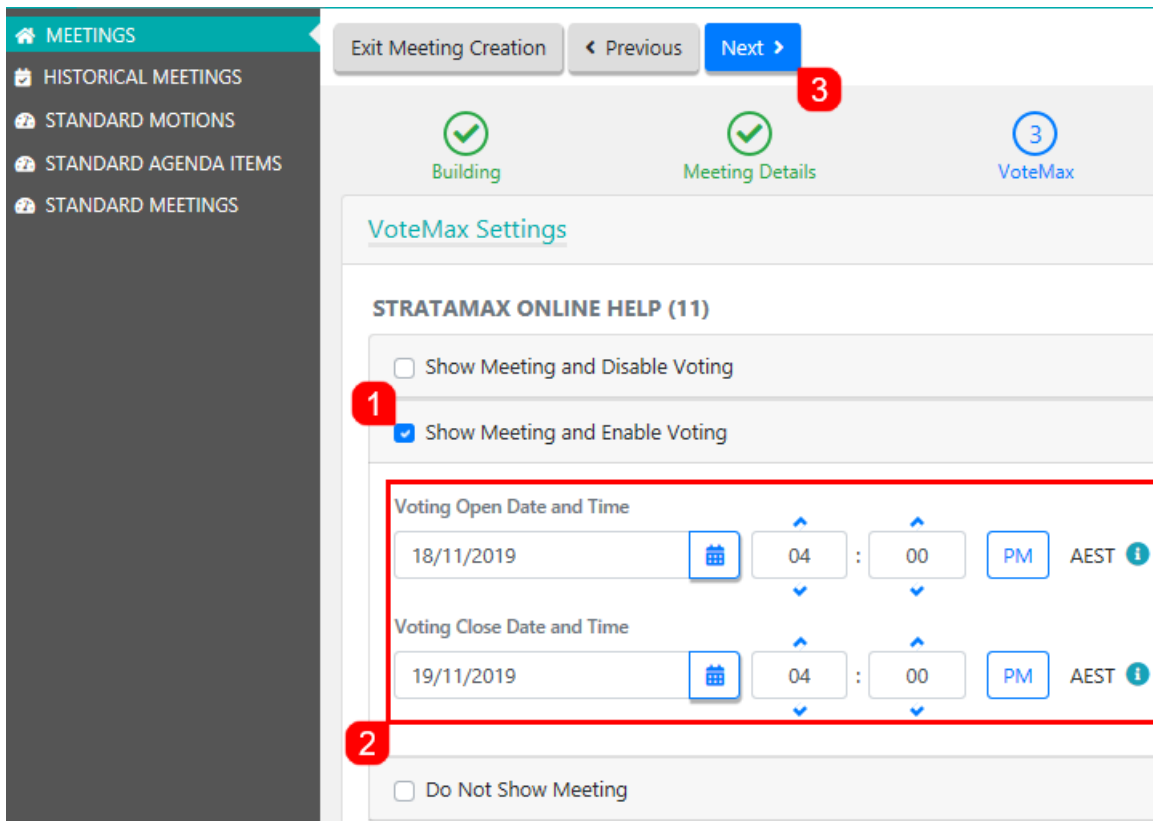 MEETINGS
HISTORICAL MEETINGS
STANDARD MOTIONS
STANDARD AGENDA ITEMS
STANDARD MEETINGS
Exit Meeting Creation
Previous
Next
3
Building
Meeting Details
3
VoteMax
VoteMax Settings
STRATAMAX ONLINE HELP (11)
Show Meeting and Disable Voting
1
Show Meeting and Enable Voting
Voting Open Date and Time
18/11/2019 04 : 00 PM AEST
Voting Close Date and Time
19/11/2019 04 : 00 PM AEST
2
Do Not Show Meeting